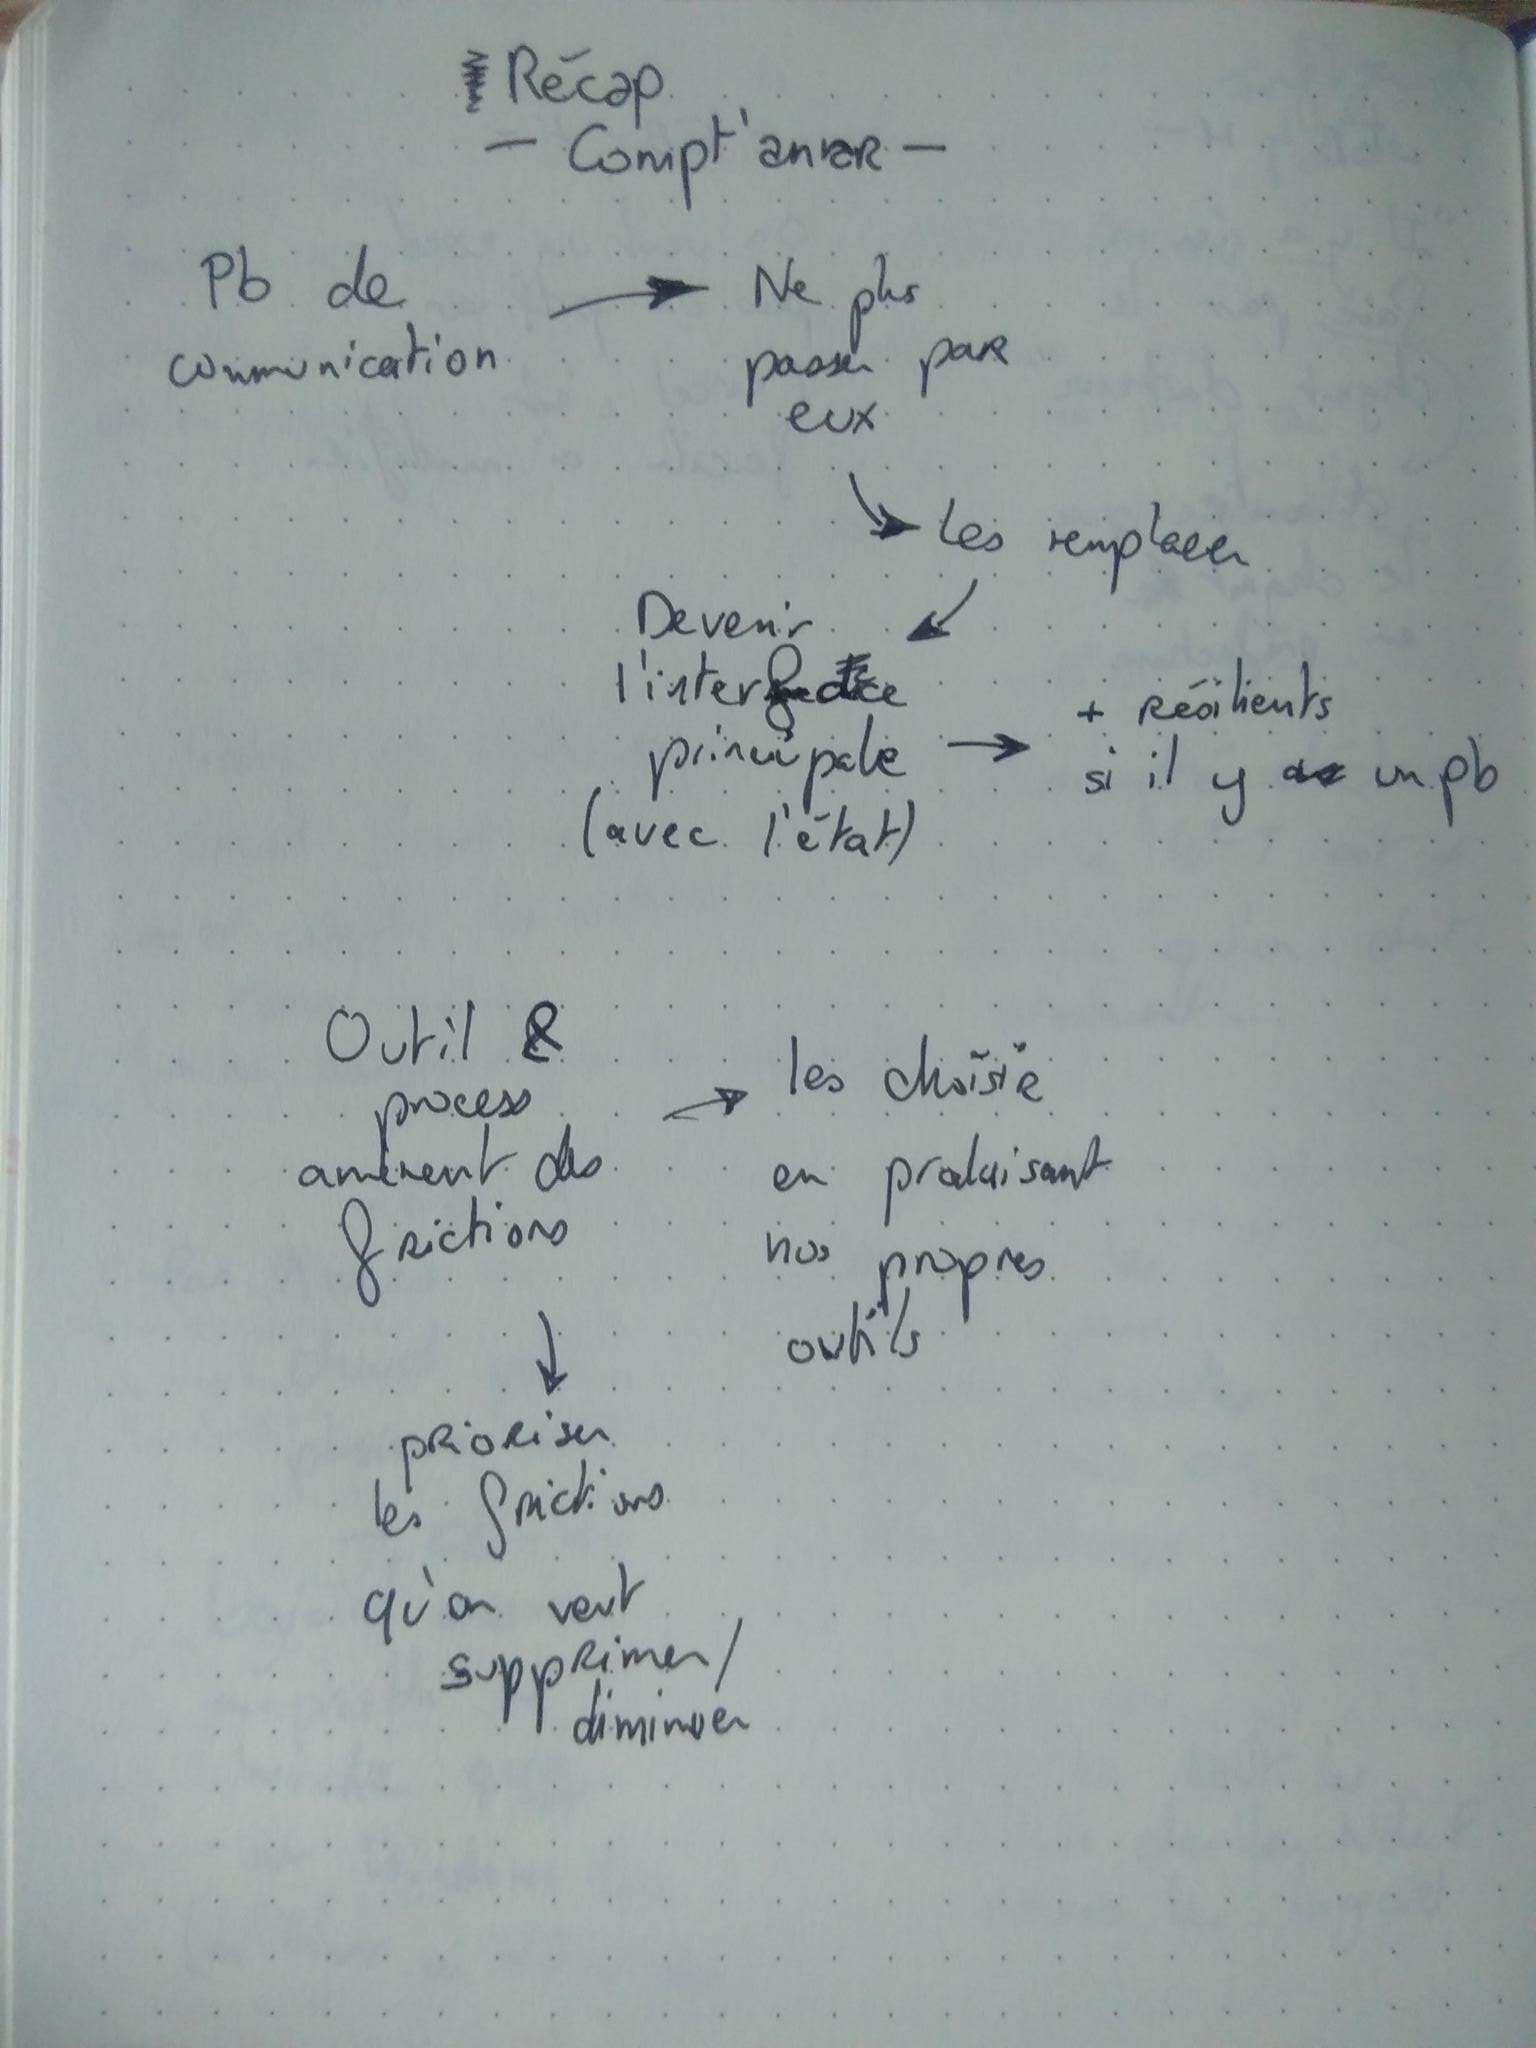 Récap
- Compt'anar -
Pb de
communication
Ne plus
passer par
eux
Les remplacer
Devenir
l'interface
principale
(avec l'état)
+ résilients
si il y a un pb
Outil &
process
amènent des
frictions
les choisir
en produisant
nos propres
outils
prioriser
les frictions
qu'on veut
supprimer/
diminuer